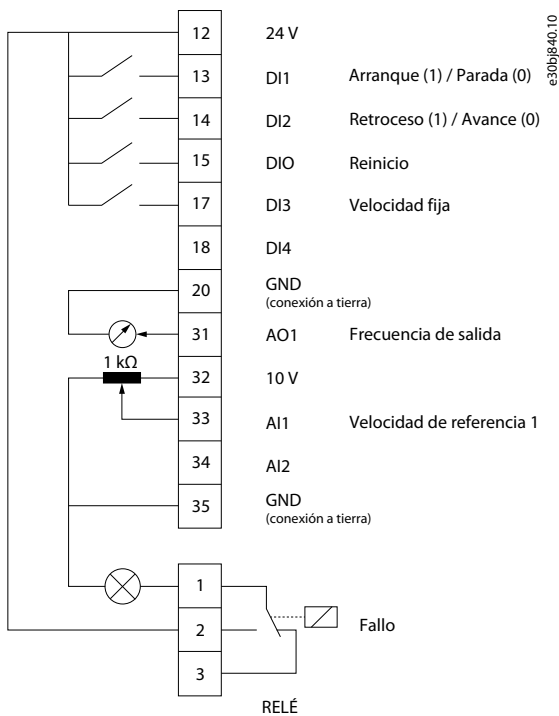 e30bj840.10
12 24 V
13 DI1 Arranque (1) / Parada (0)
14 DI2 Retroceso (1) / Avance (0)
15 DIO Reinicio
17 DI3 Velocidad fija
18 DI4
20 GND
(conexión a tierra)
31 AO1 Frecuencia de salida
1 kΩ
32 10 V
33 AI1 Velocidad de referencia 1
34 AI2
35 GND
(conexión a tierra)
1
2 Fallo
3
RELÉ